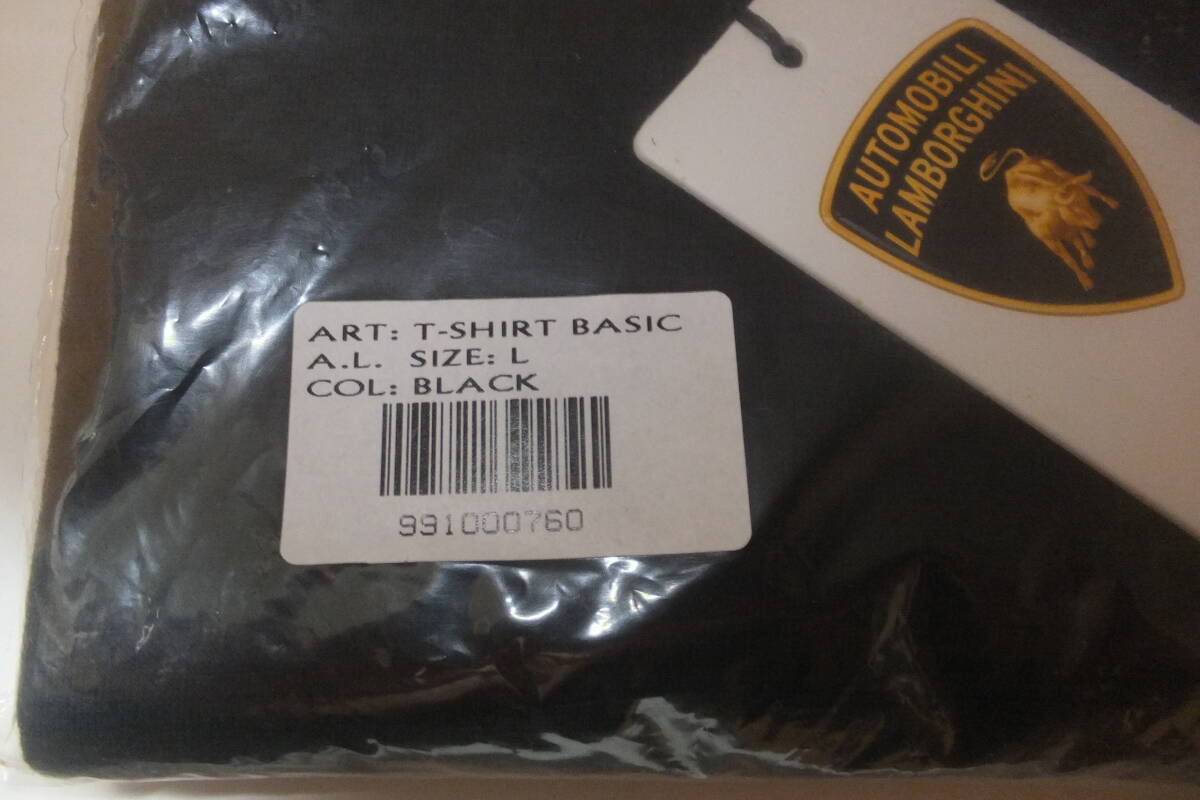 AUTOMOBILI
LAMBORGHINI
ART: T-SHIRT BASIC
A.L. SIZE: L
COL: BLACK
991000760